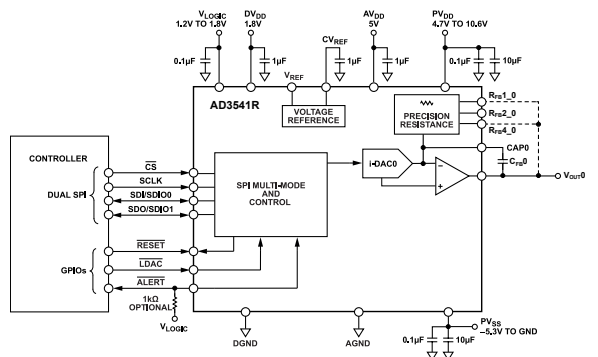 VLOGIC
1.2V TO 1.8V
DVDD
1.8V
CVREF
AVDD
5V
PVDD
4.7V TO 10.6V
0.1µF
1µF
1µF
1µF
0.1µF
10µF
VREF
AD3541R
VOLTAGE
REFERENCE
PRECISION
RESISTANCE
RFB1_0
RFB2_0
RFB4_0
CAP0
CFB0
i-DAC0
VOUT0
CONTROLLER
DUAL SPI
CS
SCLK
SDI/SDIO0
SDO/SDIO1
SPI MULTI-MODE
AND
CONTROL
GPIOs
RESET
LDAC
ALERT
1kΩ
OPTIONAL
VLOGIC
DGND
AGND
0.1µF
10µF
PVSS
–5.3V TO GND